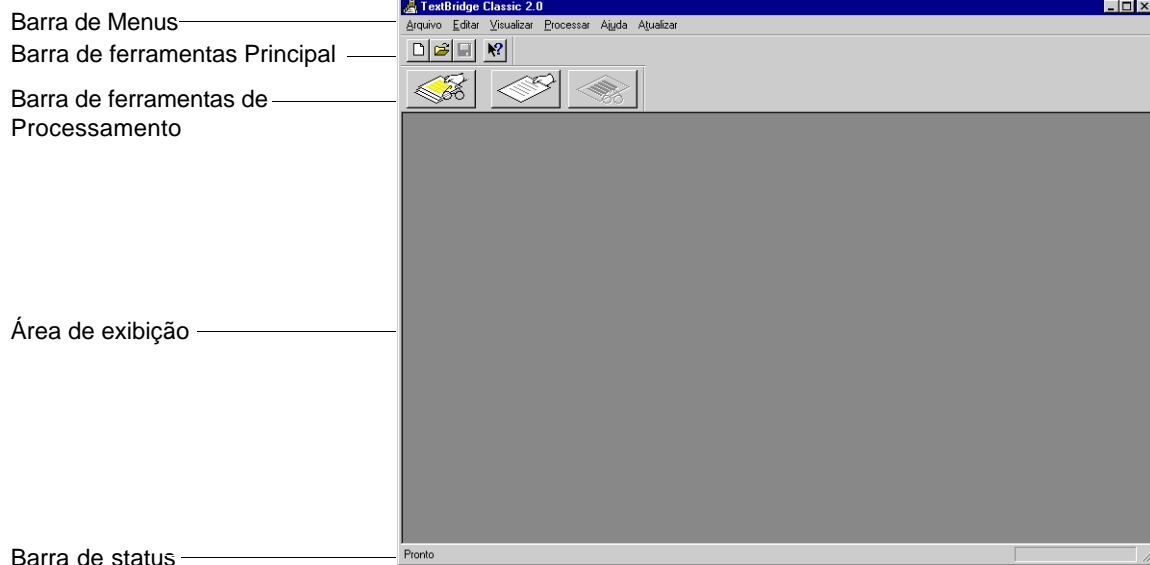 TextBridge Classic 2.0
Barra de Menus
Arquivo Editar Visualizar Processar Ajuda Atualizar
Barra de ferramentas Principal
Barra de ferramentas de
Processamento
Área de exibição
Barra de status
Pronto